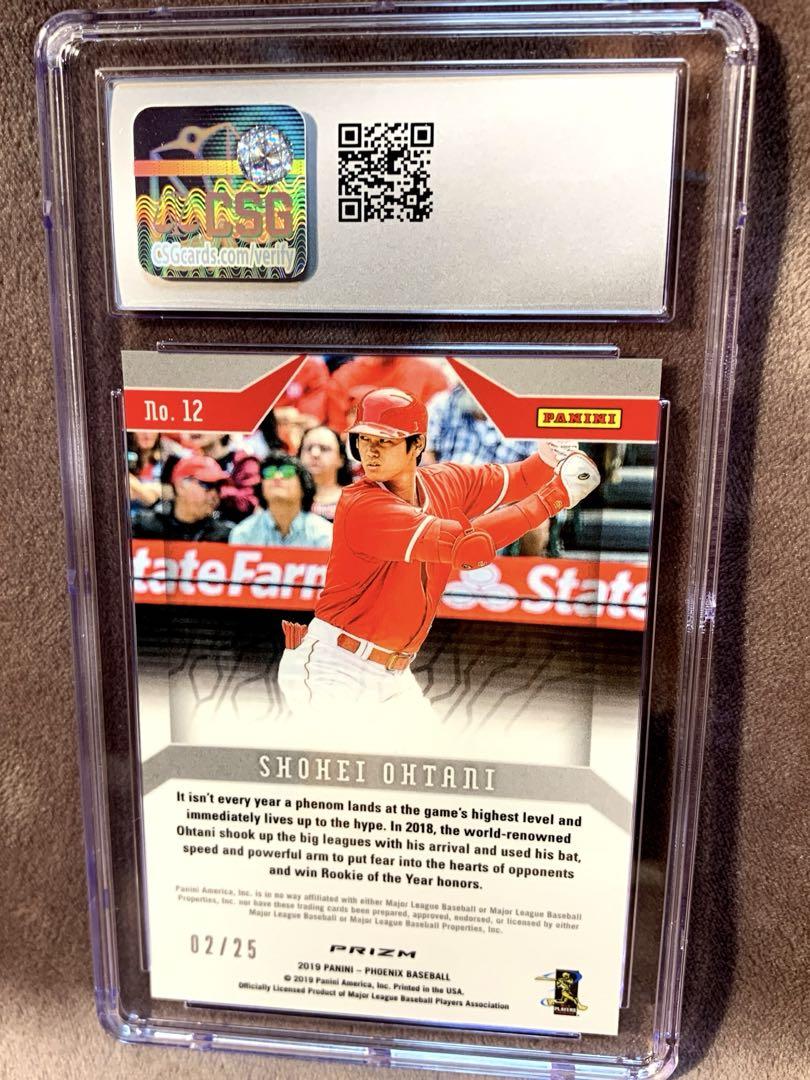 CSG
CSGcards.com/verify
No. 12
PANINI
tateFarm
State
SHOHEI OHTANI
It isn't every year a phenom lands at the game's highest level and
immediately lives up to the hype. In 2018, the world-renowned
Ohtani shook up the big leagues with his arrival and used his bat,
speed and powerful arm to put fear into the hearts of opponents
and win Rookie of the Year honors.
Panini America, Inc. is in no way affiliated with either Major League Baseball or Major League Baseball
Properties, Inc. nor have these trading cards been prepared, approved, endorsed, or licensed by either
Major League Baseball or Major League Baseball Properties, Inc.
02/25
PRIZM
2019 PANINI – PHOENIX BASEBALL
© 2019 Panini America, Inc. Printed in the USA.
Officially Licensed Product of Major League Baseball Players Association
PLAYERS